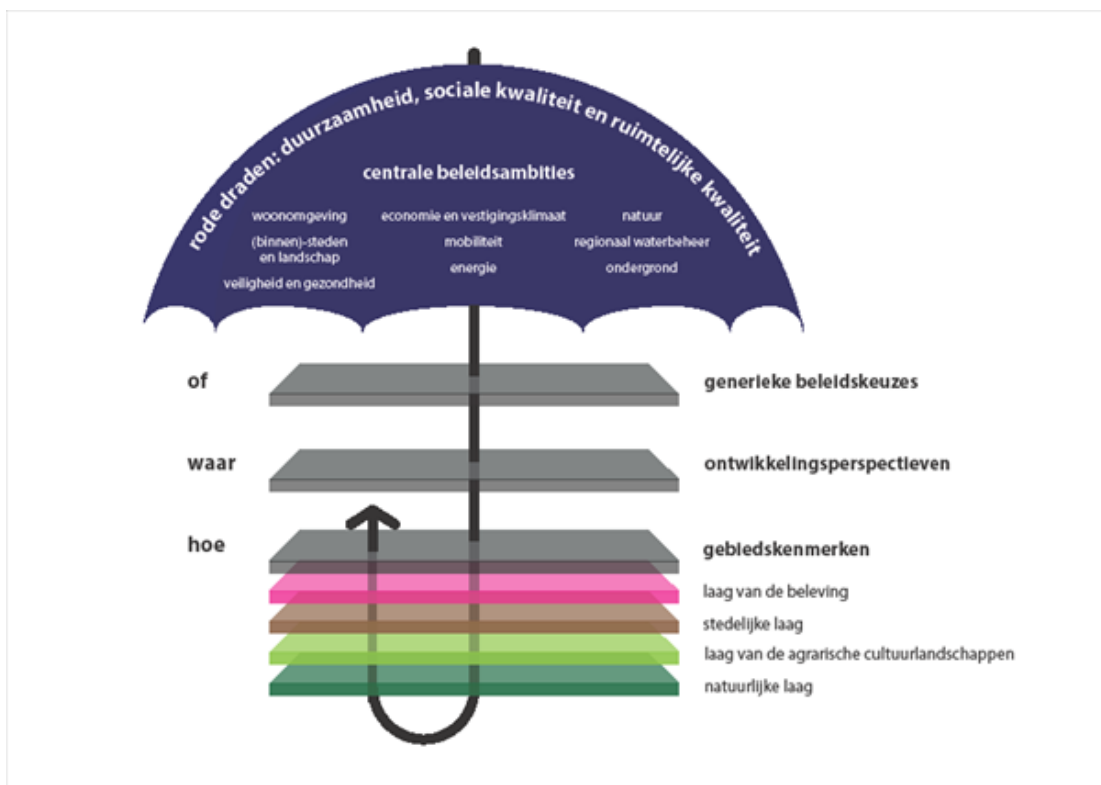 rode draden: duurzaamheid, sociale kwaliteit en ruimtelijke kwaliteit
centrale beleidsambities
woonomgeving
(binnen)-steden
en landschap
veiligheid en gezondheid
economie en vestigingsklimaat
mobiliteit
energie
natuur
regionaal waterbeheer
ondergrond
of
generieke beleidskeuzes
waar
ontwikkelingsperspectieven
hoe
gebiedskenmerken
laag van de beleving
stedelijke laag
laag van de agrarische cultuurlandschappen
natuurlijke laag